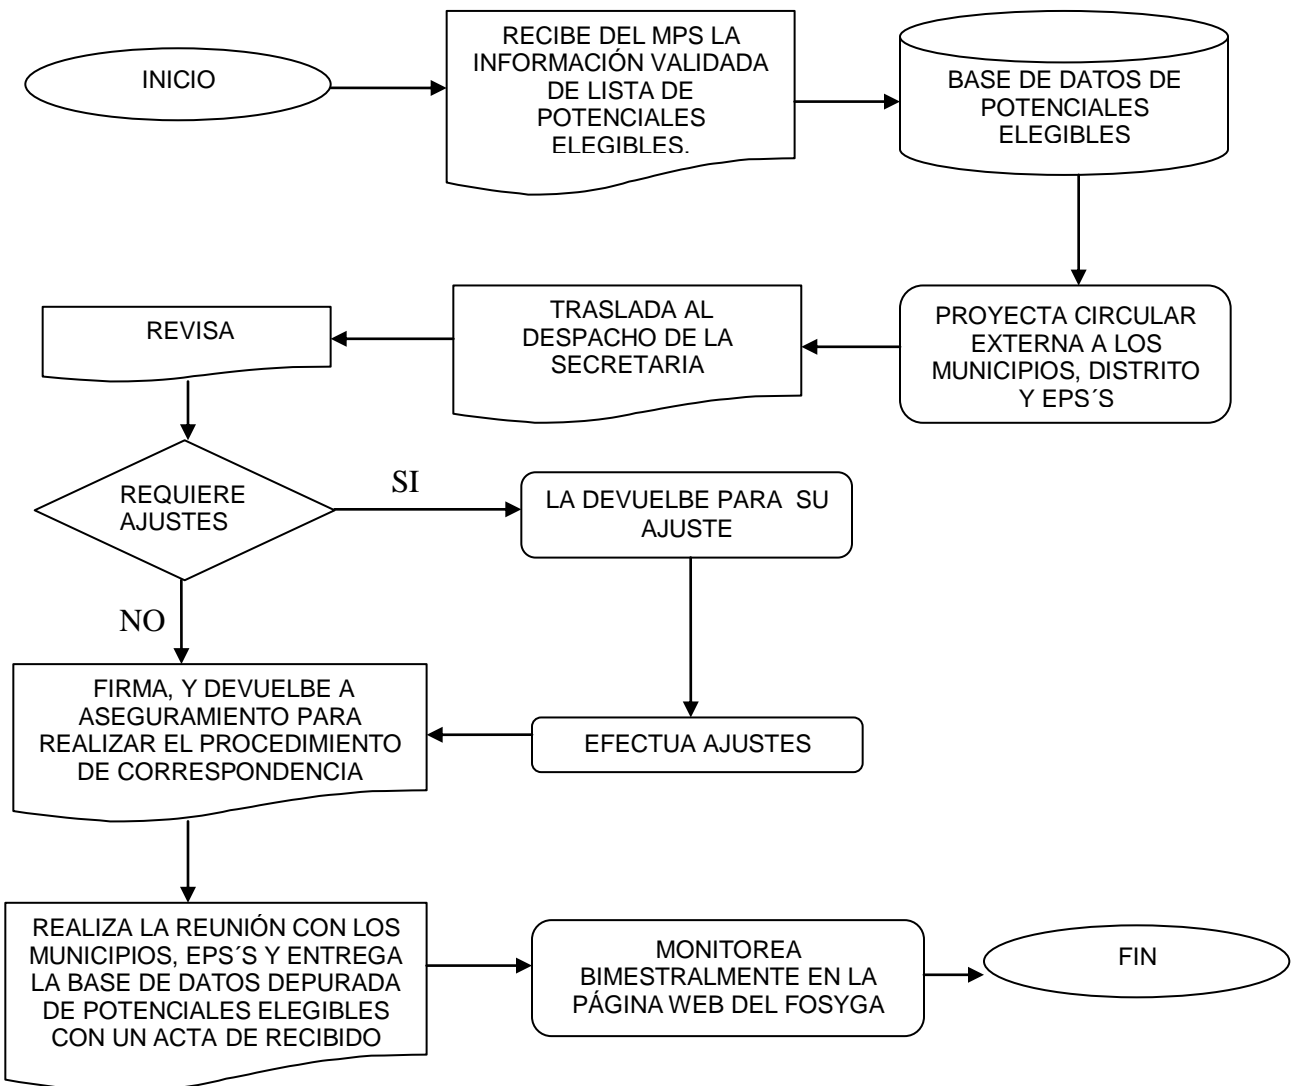 INICIO
RECIBE DEL MPS LA
INFORMACIÓN VALIDADA
DE LISTA DE
POTENCIALES
ELEGIBLES.
BASE DE DATOS DE
POTENCIALES
ELEGIBLES
PROYECTA CIRCULAR
EXTERNA A LOS
MUNICIPIOS, DISTRITO
Y EPS´S
TRASLADA AL
DESPACHO DE LA
SECRETARIA
REVISA
REQUIERE
AJUSTES
SI
LA DEVUELBE PARA SU
AJUSTE
NO
FIRMA, Y DEVUELBE A
ASEGURAMIENTO PARA
REALIZAR EL PROCEDIMIENTO
DE CORRESPONDENCIA
EFECTUA AJUSTES
REALIZA LA REUNIÓN CON LOS
MUNICIPIOS, EPS´S Y ENTREGA
LA BASE DE DATOS DEPURADA
DE POTENCIALES ELEGIBLES
CON UN ACTA DE RECIBIDO
MONITOREA
BIMESTRALMENTE EN LA
PÁGINA WEB DEL FOSYGA
FIN